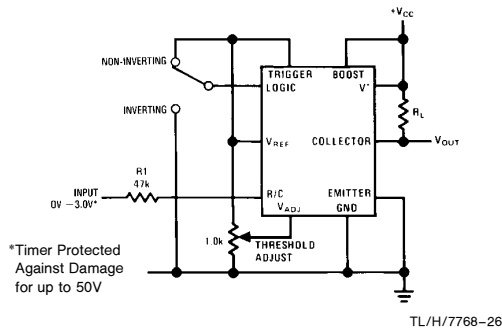 +VCC
NON-INVERTING
TRIGGER
BOOST
LOGIC
V+
RL
INVERTING
VREF
COLLECTOR
VOUT
R1
47k
INPUT
0V –3.0V*
R/C
EMITTER
VADJ
GND
1.0k
THRESHOLD
ADJUST
*Timer Protected
Against Damage
for up to 50V
TL/H/7768–26